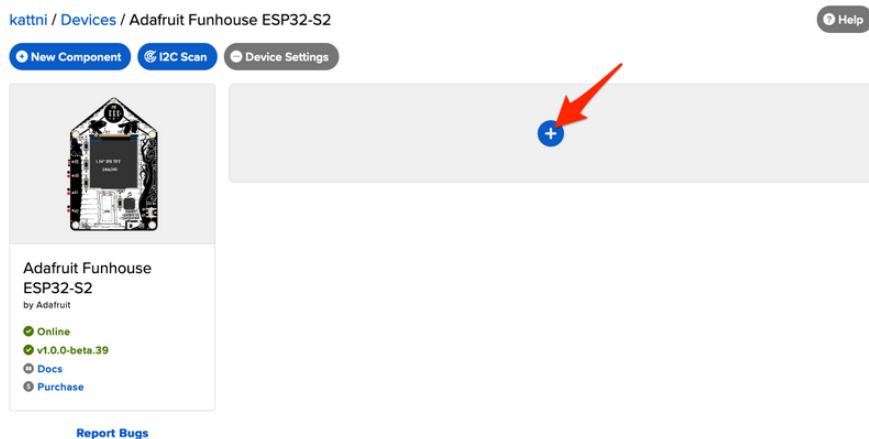 kattni / Devices / Adafruit Funhouse ESP32-S2
Help
New Component
I2C Scan
Device Settings
Adafruit Funhouse
ESP32-S2
by Adafruit
Online
v1.0.0-beta.39
Docs
Purchase
Report Bugs